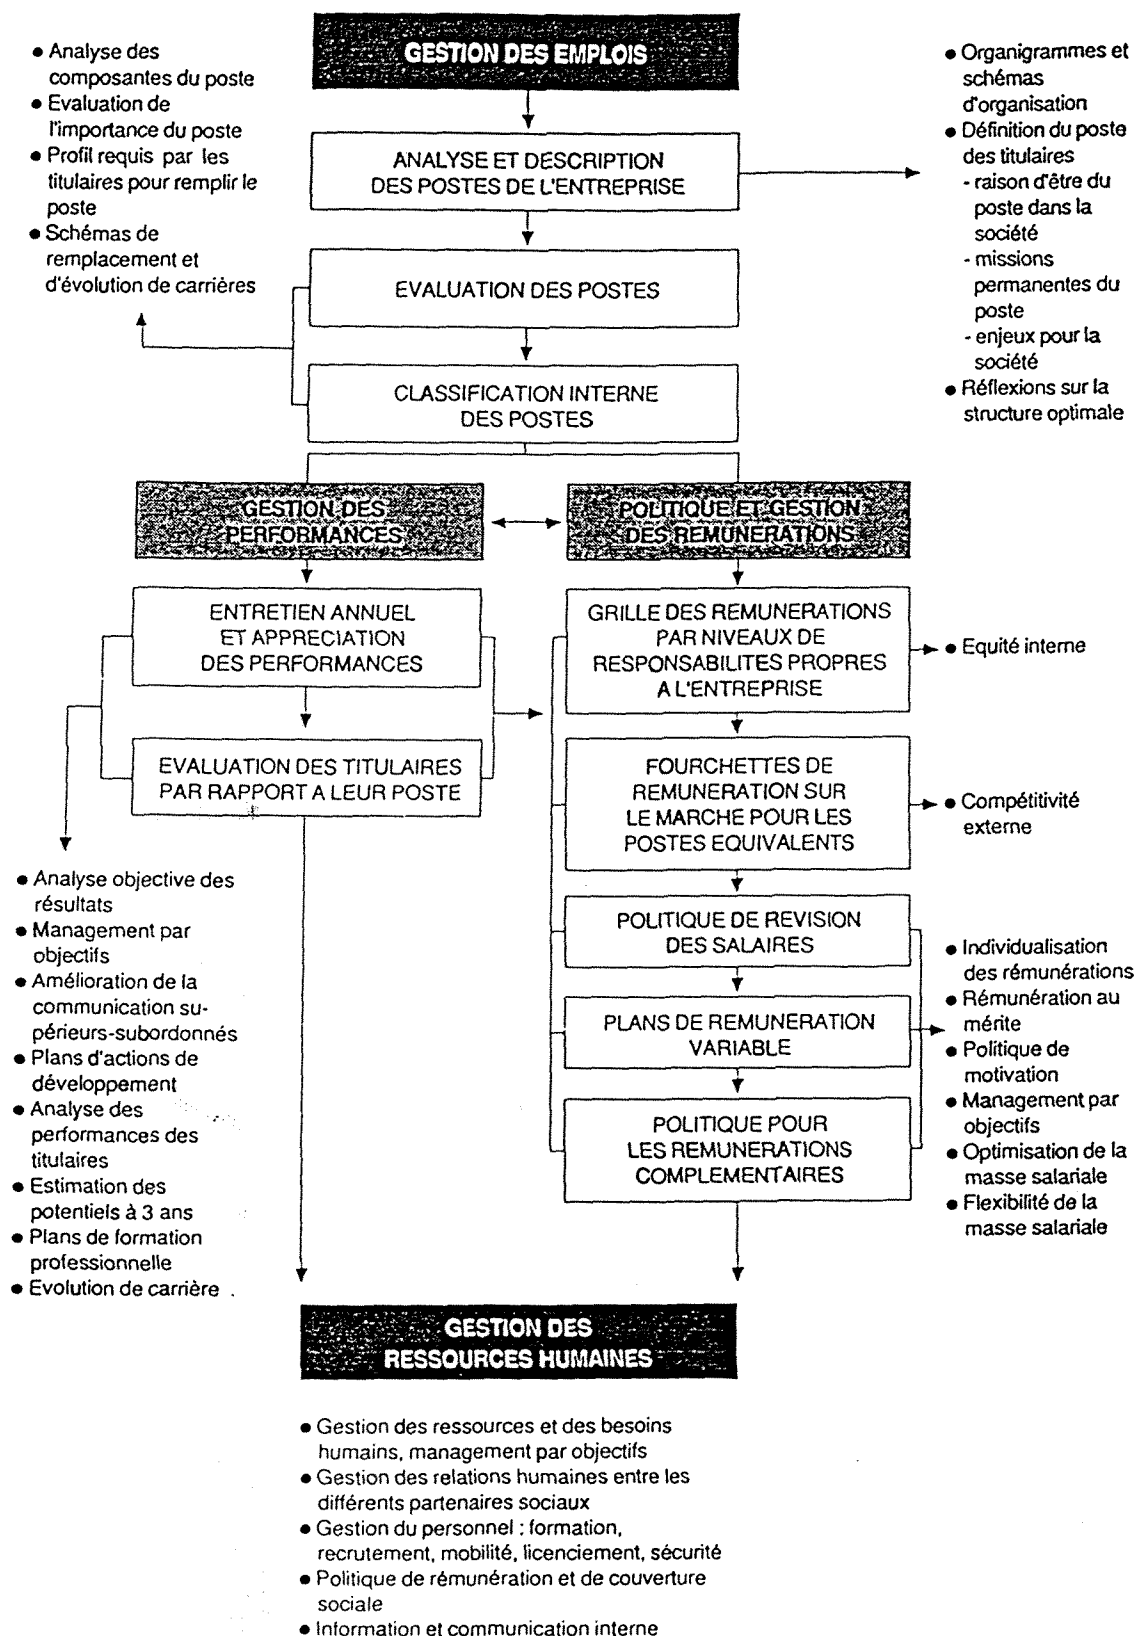 GESTION DES EMPLOIS
● Analyse des
composantes du poste
● Evaluation de
l'importance du poste
● Profil requis par les
titulaires pour remplir le
poste
● Schémas de
remplacement et
d'évolution de carrières
ANALYSE ET DESCRIPTION
DES POSTES DE L'ENTREPRISE
EVALUATION DES POSTES
CLASSIFICATION INTERNE
DES POSTES
● Organigrammes et
schémas
d'organisation
● Définition du poste
des titulaires
- raison d'être du
poste dans la
société
- missions
permanentes du
poste
- enjeux pour la
société
● Réflexions sur la
structure optimale
GESTION DES
PERFORMANCES
ENTRETIEN ANNUEL
ET APPRECIATION
DES PERFORMANCES
EVALUATION DES TITULAIRES
PAR RAPPORT A LEUR POSTE
● Analyse objective des
résultats
● Management par
objectifs
● Amélioration de la
communication su-
périeurs-subordonnés
● Plans d'actions de
développement
● Analyse des
performances des
titulaires
● Estimation des
potentiels à 3 ans
● Plans de formation
professionnelle
● Evolution de carrière
POLITIQUE ET GESTION
DES REMUNERATIONS
GRILLE DES REMUNERATIONS
PAR NIVEAUX DE
RESPONSABILITES PROPRES
A L'ENTREPRISE
● Equité interne
FOURCHETTES DE
REMUNERATION SUR
LE MARCHE POUR LES
POSTES EQUIVALENTS
● Compétitivité
externe
POLITIQUE DE REVISION
DES SALAIRES
PLANS DE REMUNERATION
VARIABLE
POLITIQUE POUR
LES REMUNERATIONS
COMPLEMENTAIRES
● Individualisation
des rémunérations
● Rémunération au
mérite
● Politique de
motivation
● Management par
objectifs
● Optimisation de la
masse salariale
● Flexibilité de la
masse salariale
GESTION DES
RESSOURCES HUMAINES
● Gestion des ressources et des besoins
humains, management par objectifs
● Gestion des relations humaines entre les
différents partenaires sociaux
● Gestion du personnel : formation,
recrutement, mobilité, licenciement, sécurité
● Politique de rémunération et de couverture
sociale
● Information et communication interne